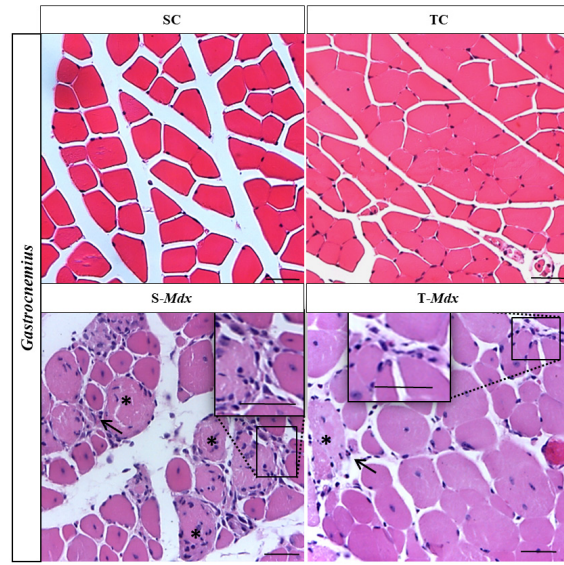 SC
TC
Gastrocnemius
S-Mdx
T-Mdx
*
*
*
*